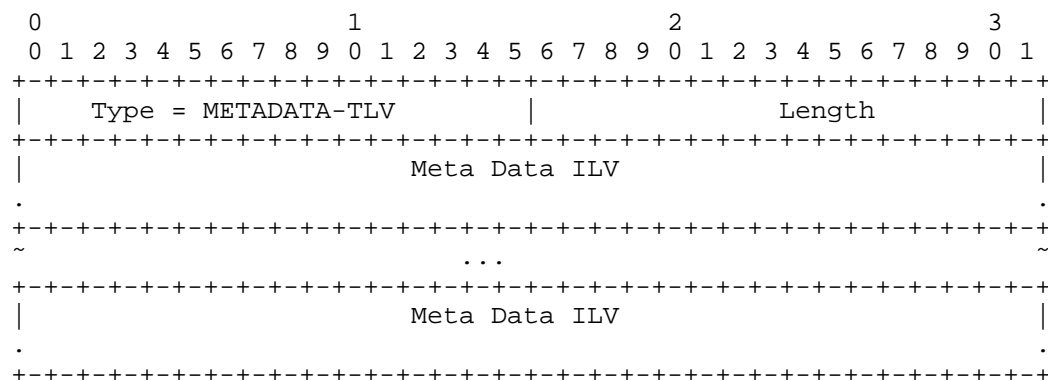 0                   1                   2                   3
 0 1 2 3 4 5 6 7 8 9 0 1 2 3 4 5 6 7 8 9 0 1 2 3 4 5 6 7 8 9 0 1
+-+-+-+-+-+-+-+-+-+-+-+-+-+-+-+-+-+-+-+-+-+-+-+-+-+-+-+-+-+-+-+-+
|    Type = METADATA-TLV        |               Length          |
+-+-+-+-+-+-+-+-+-+-+-+-+-+-+-+-+-+-+-+-+-+-+-+-+-+-+-+-+-+-+-+-+
|                        Meta Data ILV                          |
.                                                               .
+-+-+-+-+-+-+-+-+-+-+-+-+-+-+-+-+-+-+-+-+-+-+-+-+-+-+-+-+-+-+-+-+
~                           ...                                 ~
+-+-+-+-+-+-+-+-+-+-+-+-+-+-+-+-+-+-+-+-+-+-+-+-+-+-+-+-+-+-+-+-+
|                        Meta Data ILV                          |
.                                                               .
+-+-+-+-+-+-+-+-+-+-+-+-+-+-+-+-+-+-+-+-+-+-+-+-+-+-+-+-+-+-+-+-+